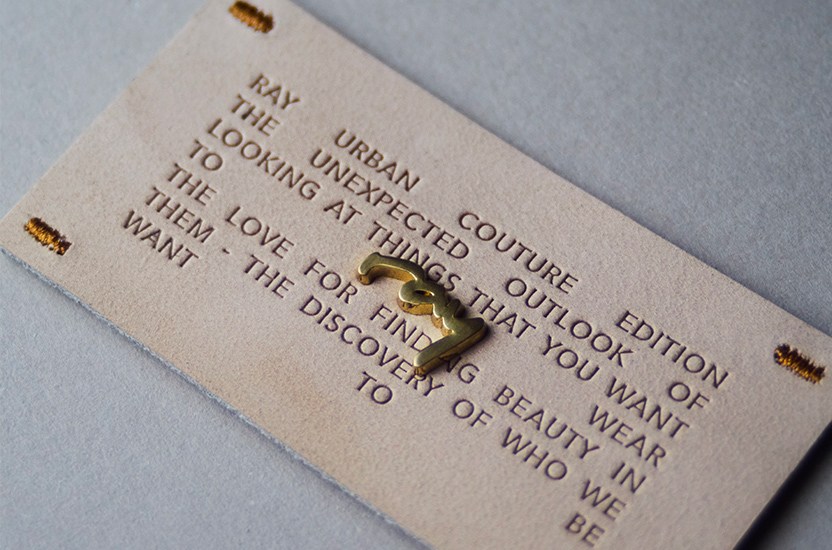 RAY URBAN COUTURE EDITION
THE UNEXPECTED OUTLOOK OF
LOOKING AT THINGS THAT YOU WANT
TO WEAR
THE LOVE FOR FINDING BEAUTY IN
THEM - THE DISCOVERY OF WHO WE
WANT TO BE
ray